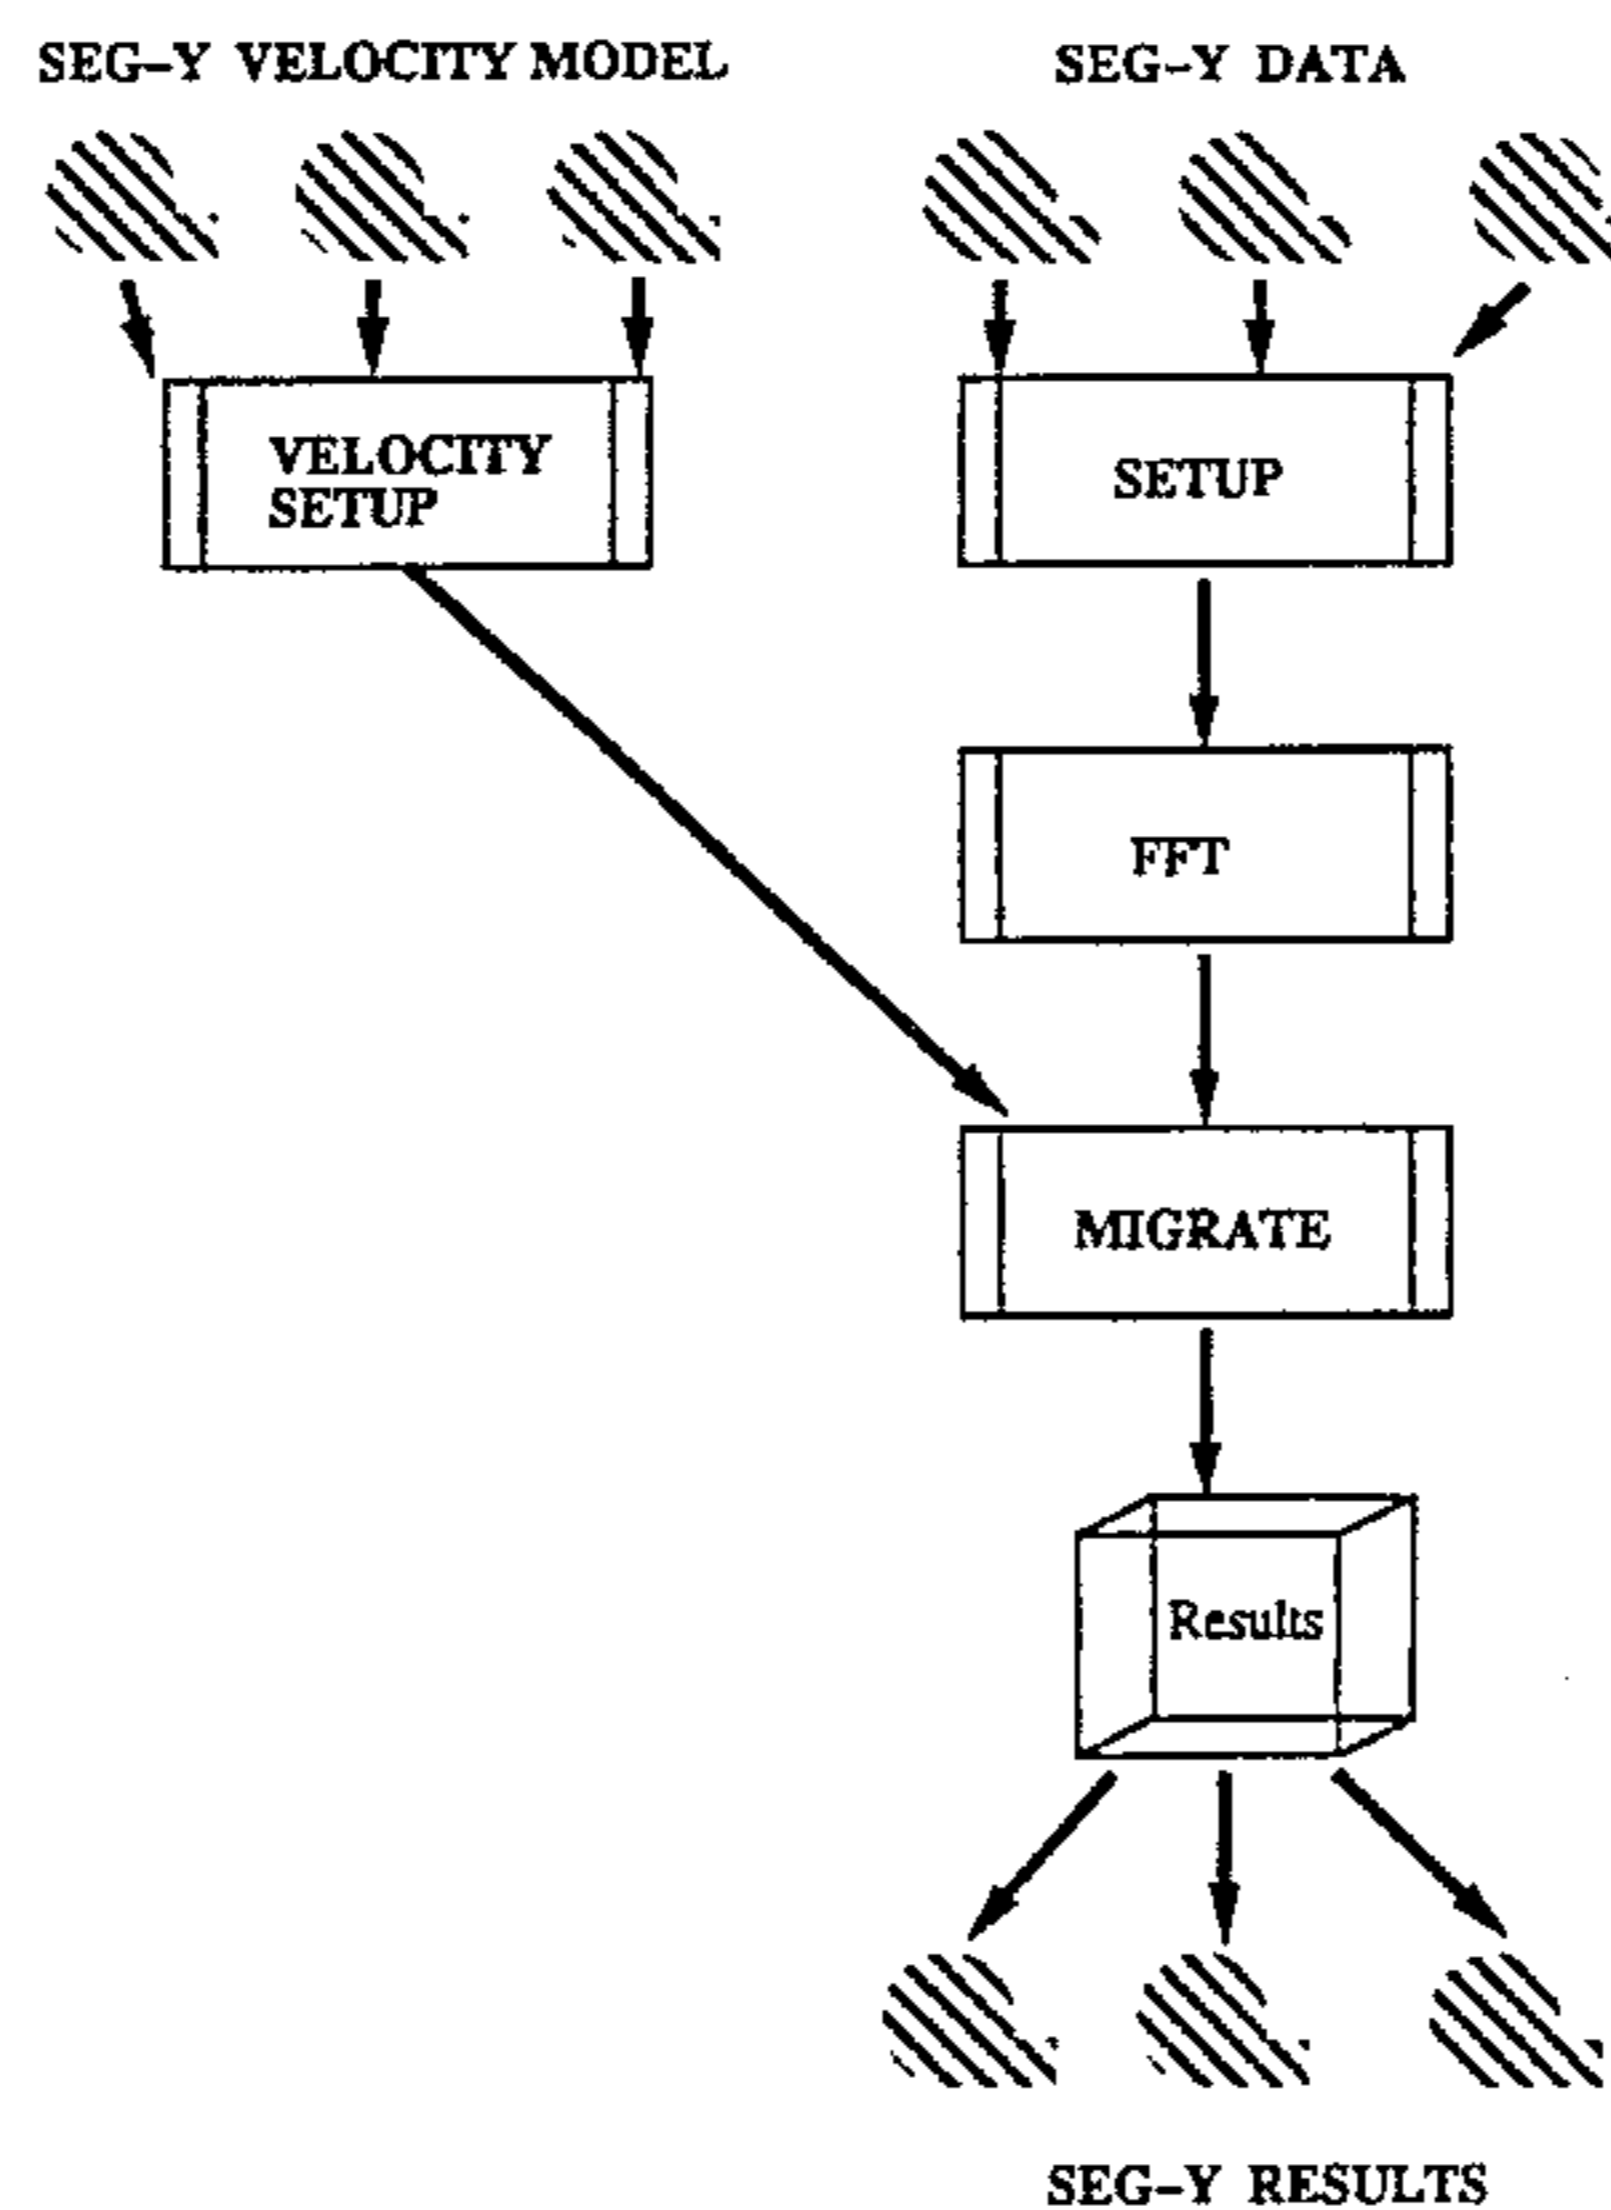 SEG-Y VELOCITY MODEL
SEG-Y DATA
VELOCITY
SETUP
SETUP
FFT
MIGRATE
Results
SEG-Y RESULTS